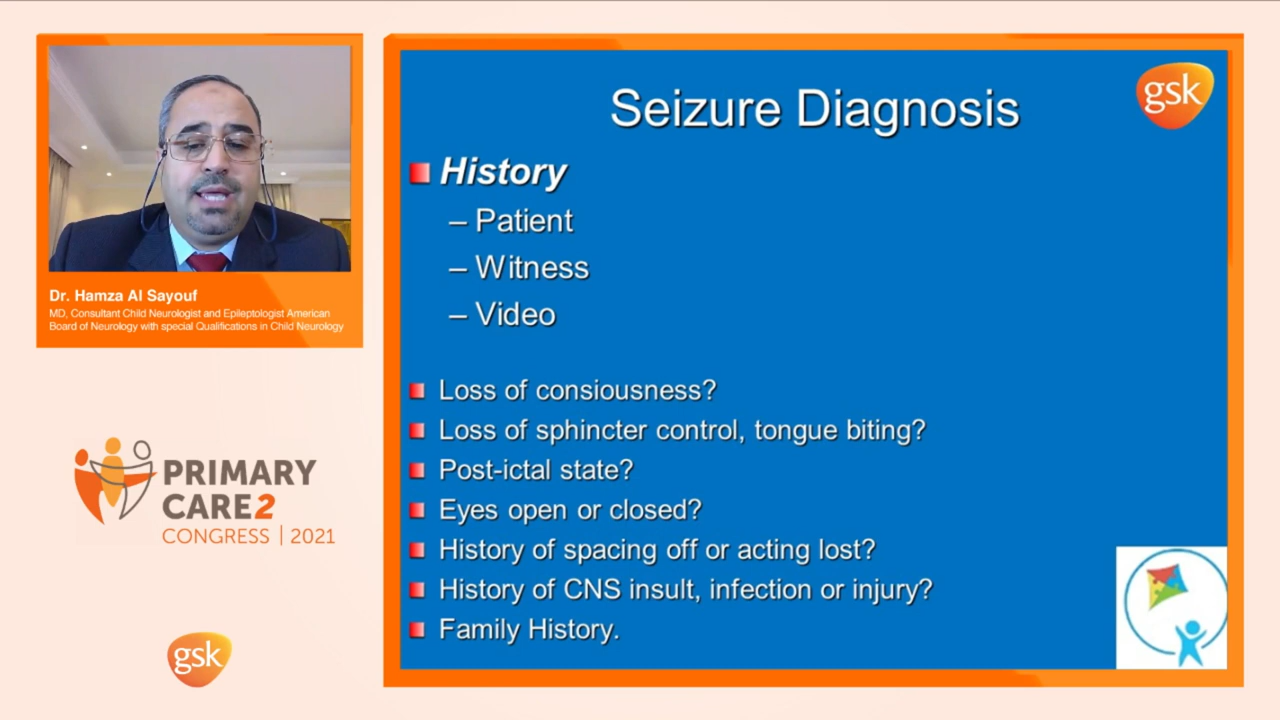 Dr. Hamza Al Sayouf
MD, Consultant Child Neurologist and Epileptologist American
Board of Neurology with special Qualifications in Child Neurology
PRIMARY
CARE2
CONGRESS | 2021
gsk
gsk
Seizure Diagnosis
History
– Patient
– Witness
– Video
Loss of consiousness?
Loss of sphincter control, tongue biting?
Post-ictal state?
Eyes open or closed?
History of spacing off or acting lost?
History of CNS insult, infection or injury?
Family History.